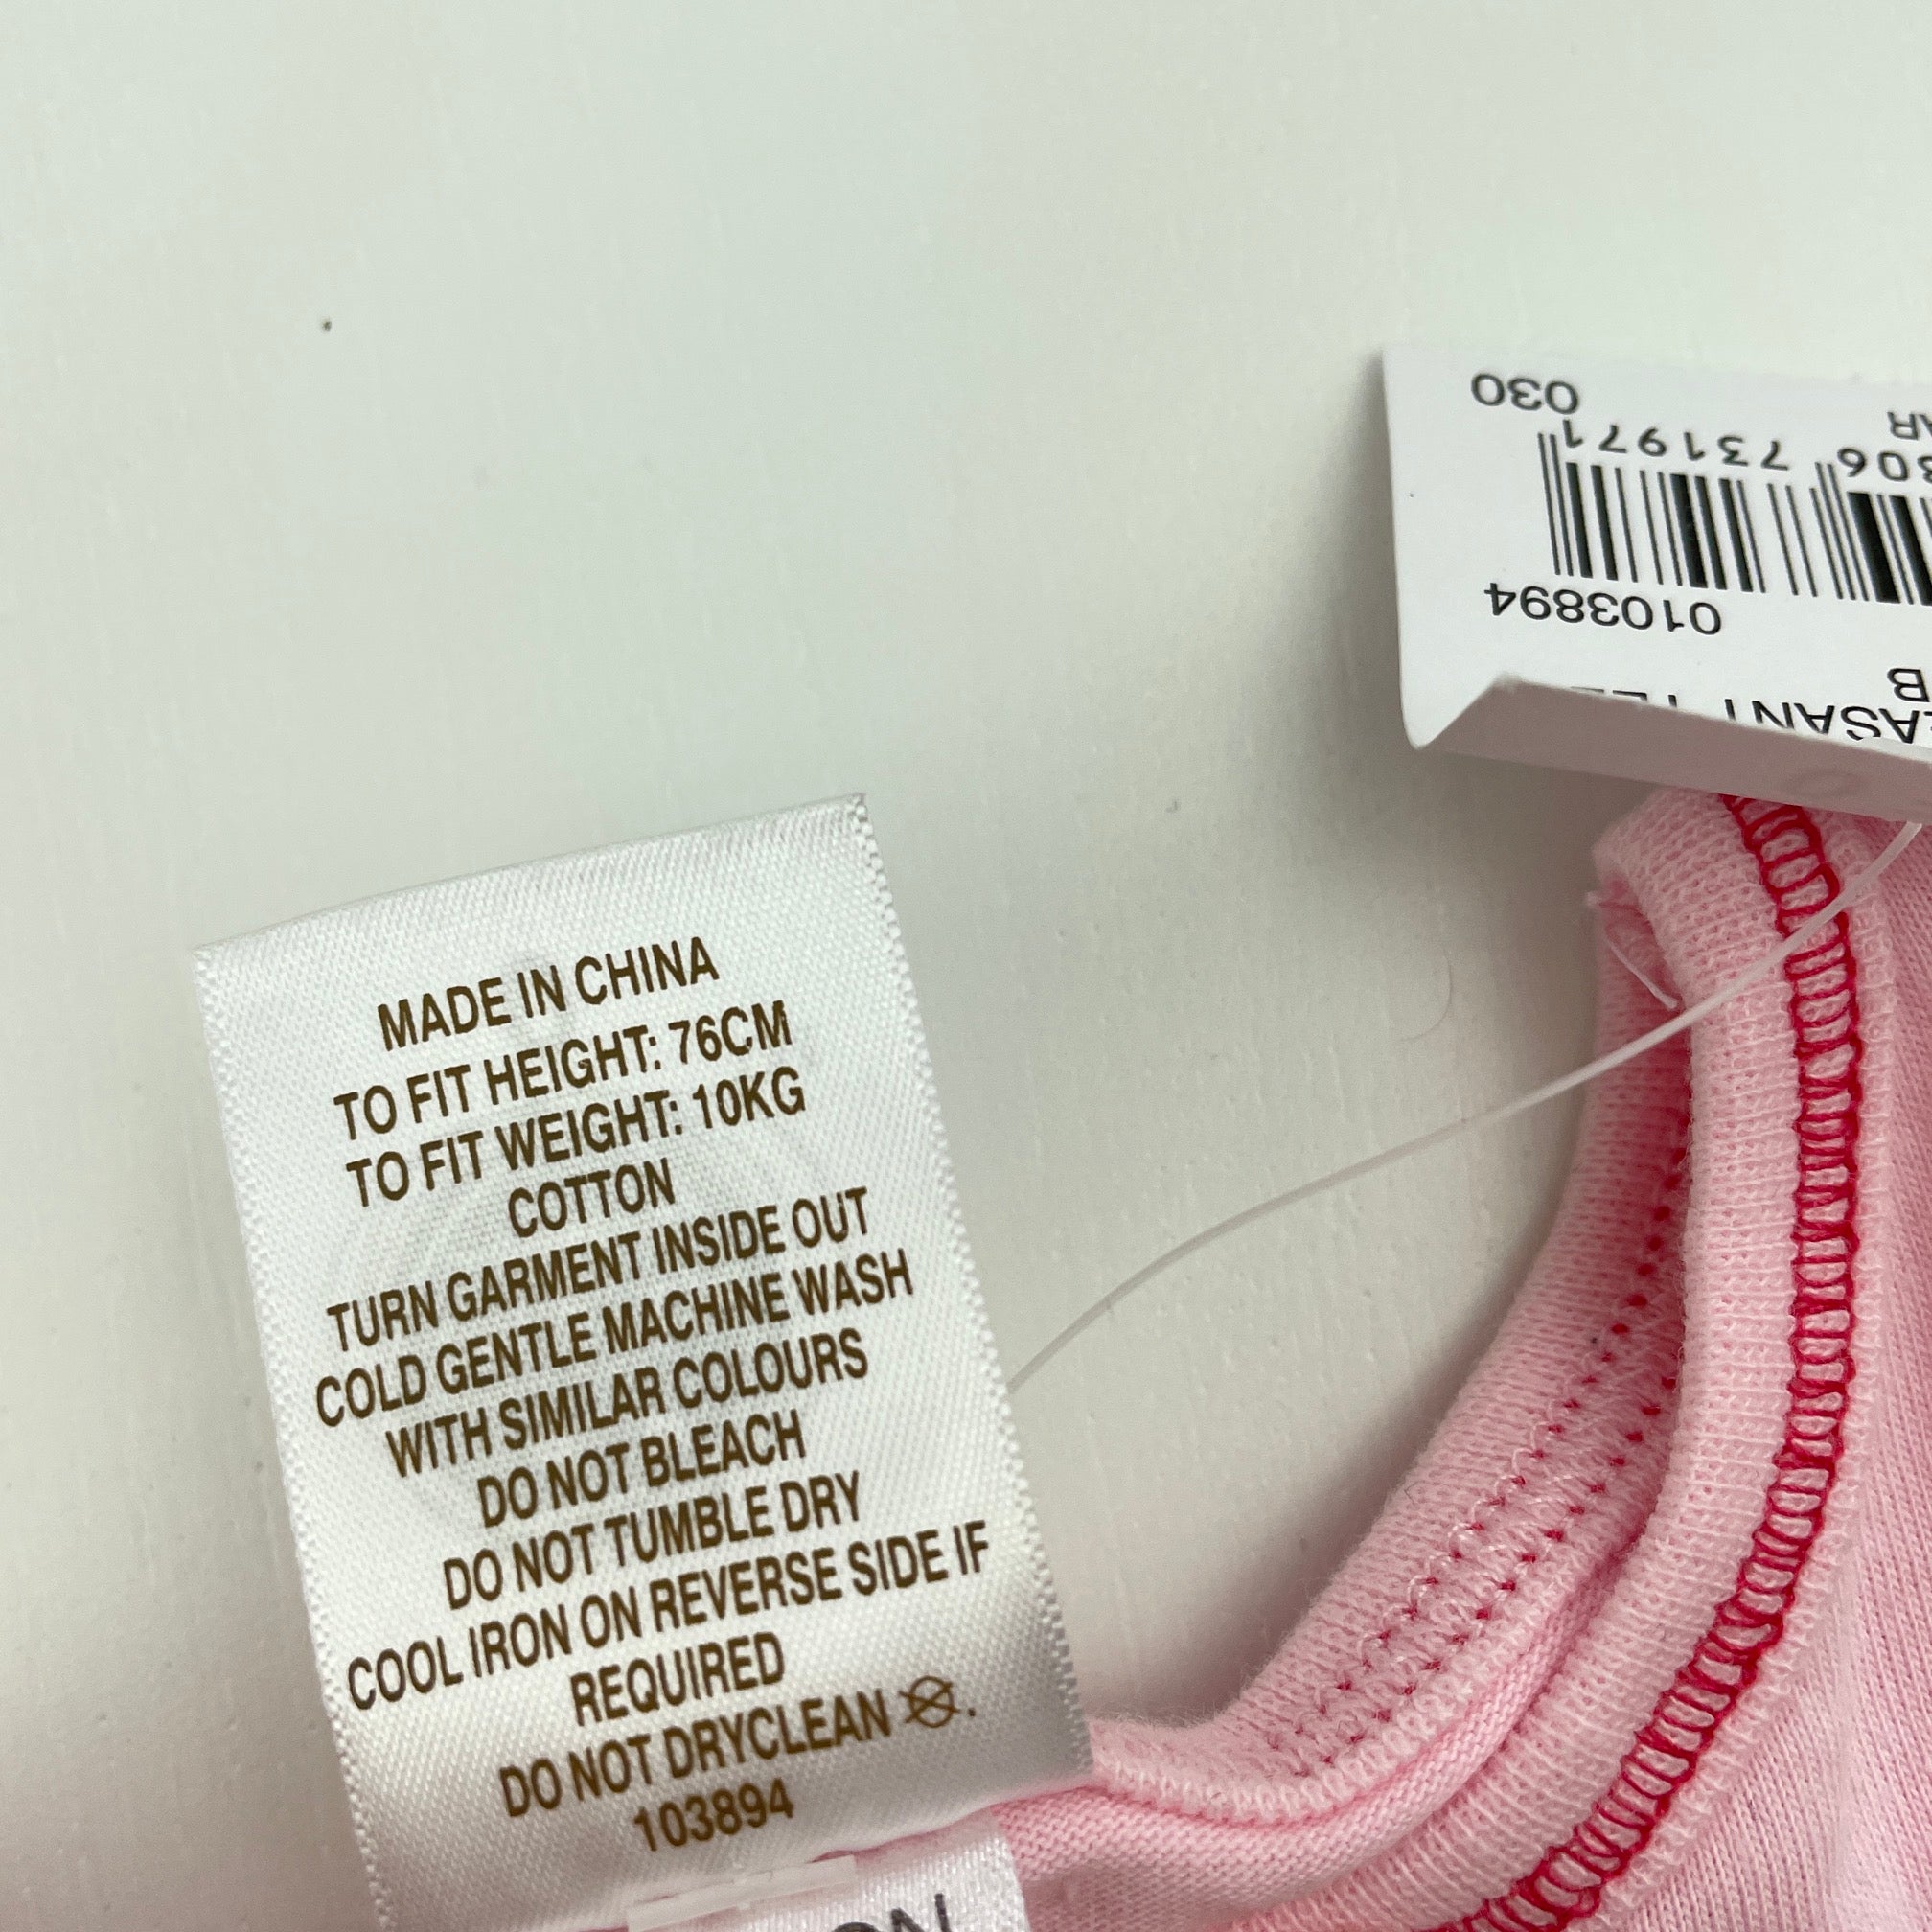 MADE IN CHINA
TO FIT HEIGHT: 76CM
TO FIT WEIGHT: 10KG
COTTON
TURN GARMENT INSIDE OUT
COLD GENTLE MACHINE WASH
WITH SIMILAR COLOURS
DO NOT BLEACH
DO NOT TUMBLE DRY
COOL IRON ON REVERSE SIDE IF
REQUIRED
DO NOT DRYCLEAN
103894
0103894
731971
030